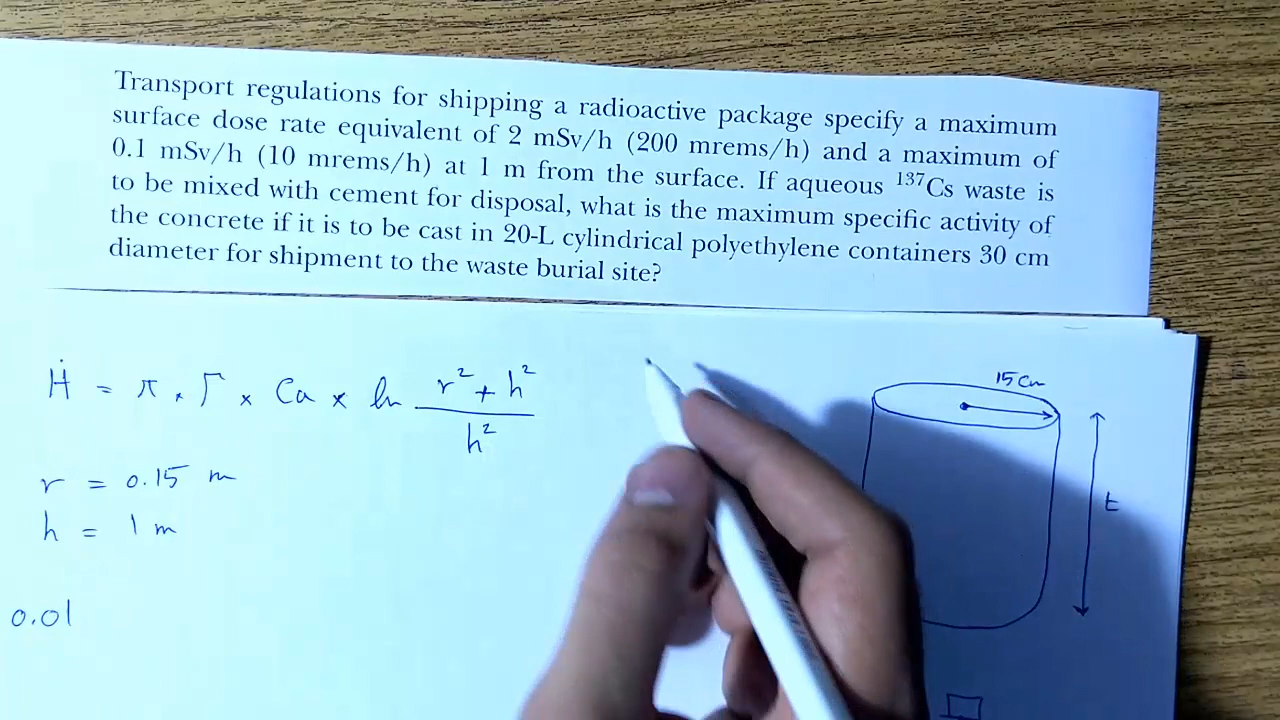 Transport regulations for shipping a radioactive package specify a maximum
surface dose rate equivalent of 2 mSv/h (200 mrems/h) and a maximum of
0.1 mSv/h (10 mrems/h) at 1 m from the surface. If aqueous ¹³⁷Cs waste is
to be mixed with cement for disposal, what is the maximum specific activity of
the concrete if it is to be cast in 20-L cylindrical polyethylene containers 30 cm
diameter for shipment to the waste burial site?
15 cm
Ḣ = π × Γ × Ca × ln (r² + h²) / h²
r = 0.15 m
h = 1 m
t
0.01